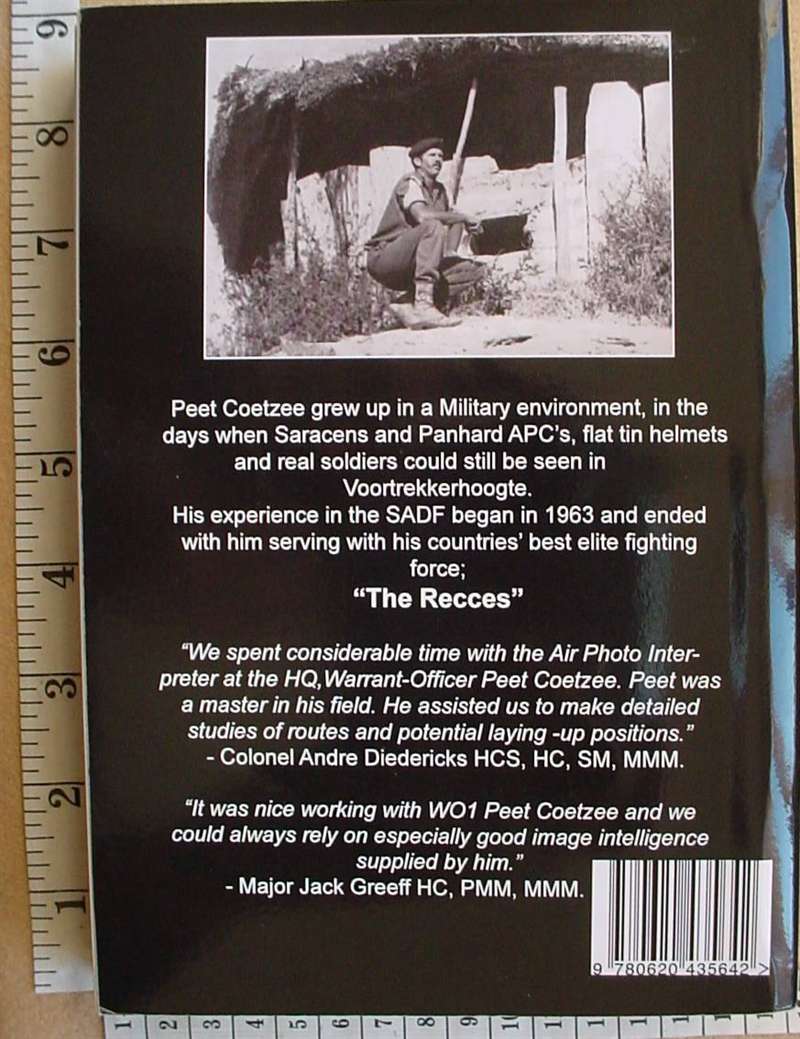 Peet Coetzee grew up in a Military environment, in the
days when Saracens and Panhard APC's, flat tin helmets
and real soldiers could still be seen in
Voortrekkerhoogte.
His experience in the SADF began in 1963 and ended
with him serving with his countries' best elite fighting
force;
“The Recces”
“We spent considerable time with the Air Photo Inter-
preter at the HQ,Warrant-Officer Peet Coetzee. Peet was
a master in his field. He assisted us to make detailed
studies of routes and potential laying -up positions.”
- Colonel Andre Diedericks HCS, HC, SM, MMM.
“It was nice working with WO1 Peet Coetzee and we
could always rely on especially good image intelligence
supplied by him.”
- Major Jack Greeff HC, PMM, MMM.
9 780620 435642 >
9
8
7
6
5
4
3
2
1
1 2 3 4 5 6 7 8 9 10